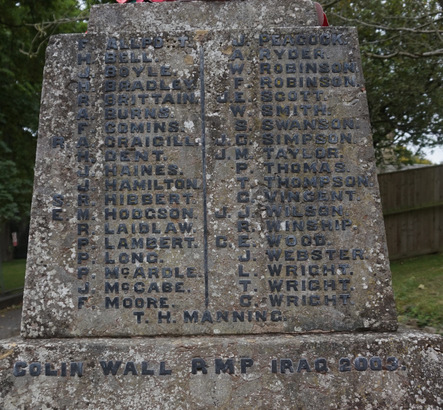 J. PEACOCK.
H. BELL. A. RYDER.
J. BOYLE. W. ROBINSON.
H. BRADLEY. F. ROBINSON.
R. BRITTAIN. J. E. SCOTT.
A. BURNS. W. SMITH.
F. COMINS. S. SWANSON.
R. A. CRAIGILL. J. G. SIMPSON.
H. DENT. J. M. TAYLOR.
J. HAINES. P. THOMAS.
J. HAMILTON. T. THOMPSON.
S. P. HIBBERT. C. VINCENT.
F. M. HODGSON. J. J. WILSON.
R. LAIDLAW. R. WINSHIP.
P. LAMBERT. C. E. WOOD.
P. LONG. J. WEBSTER.
P. McARDLE. L. WRIGHT.
J. McCABE. T. WRIGHT.
F. MOORE. G. WRIGHT.
T. H. MANNING.
COLIN WALL RMP IRAQ 2003.